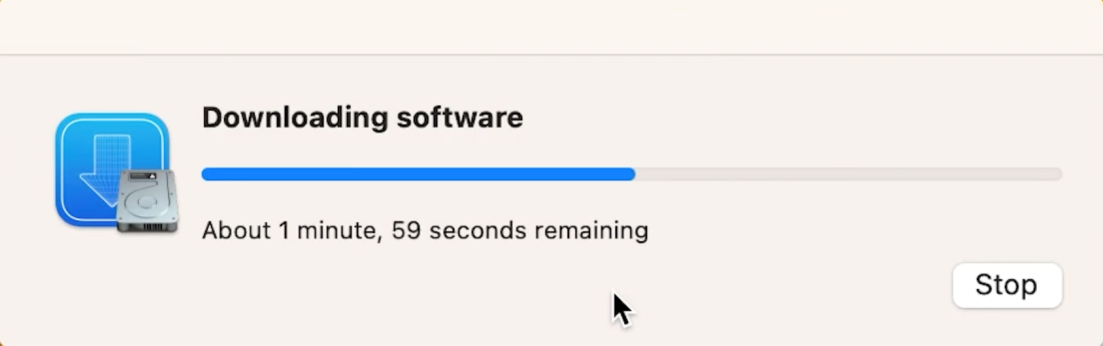 Downloading software
About 1 minute, 59 seconds remaining
Stop